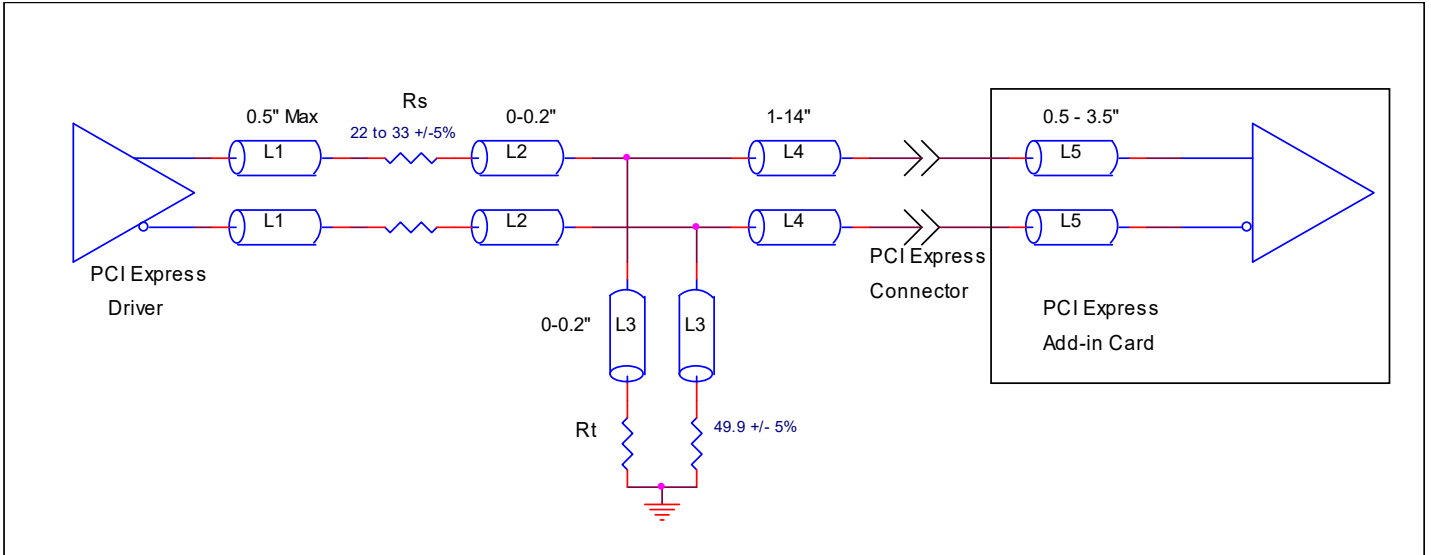 0.5" Max
Rs
22 to 33 +/-5%
0-0.2"
1-14"
0.5 - 3.5"
L1
L2
L4
L5
L1
L2
L4
L5
PCI Express
Driver
PCI Express
Connector
0-0.2"
L3
L3
PCI Express
Add-in Card
Rt
49.9 +/- 5%